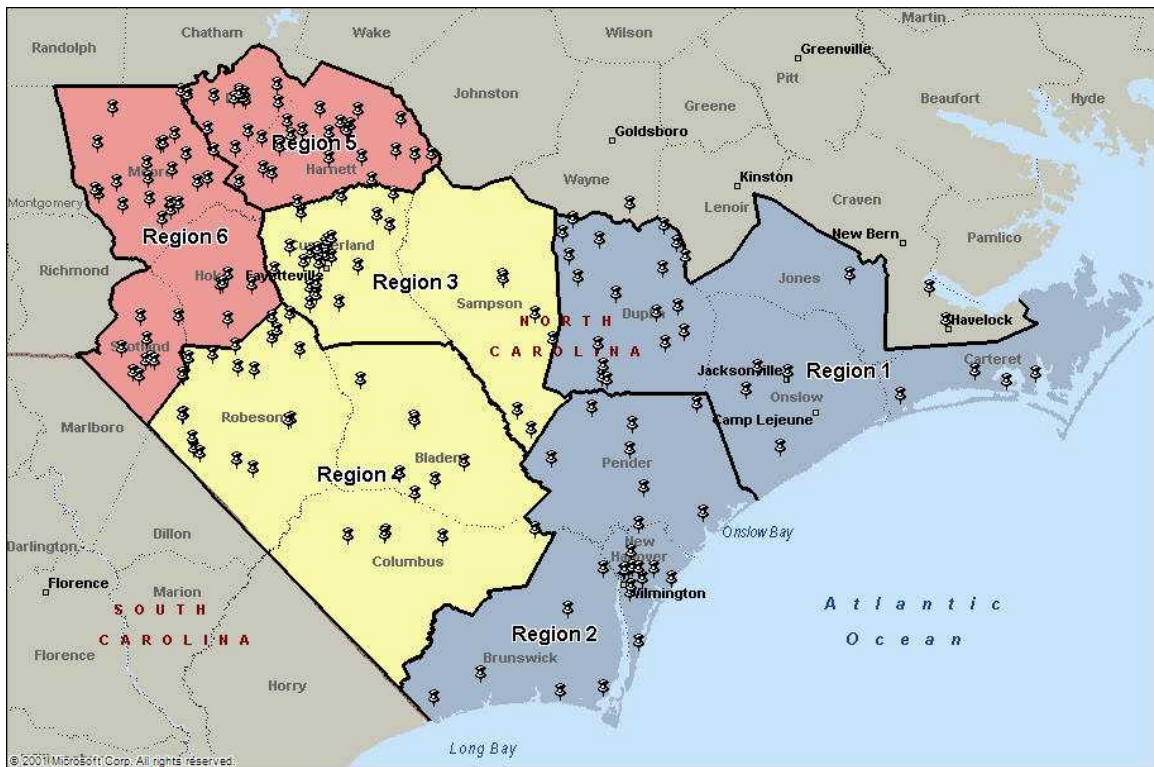 Martin
Chatham
Wake
Wilson
Randolph
Greenville
Pitt
Johnston
Beaufort
Hyde
Greene
Goldsboro
Region 5
Harnett
Moore
Wayne
Kinston
Montgomery
Lenoir
Craven
Region 6
New Bern
Pamlico
Cumberland
Richmond
Hoke
Fayetteville
Region 3
Jones
Sampson
Duplin
NORTH
Havelock
Scotland
CAROLINA
Carteret
Jacksonville
Region 1
Onslow
Robeson
Camp Lejeune
Marlboro
Bladen
Pender
Region 4
Onslow Bay
Dillon
New
Hanover
Darlington
Columbus
Florence
Marion
Wilmington
SOUTH
Atlantic
CAROLINA
Region 2
Ocean
Florence
Brunswick
Horry
Long Bay
© 2001 Microsoft Corp. All rights reserved.